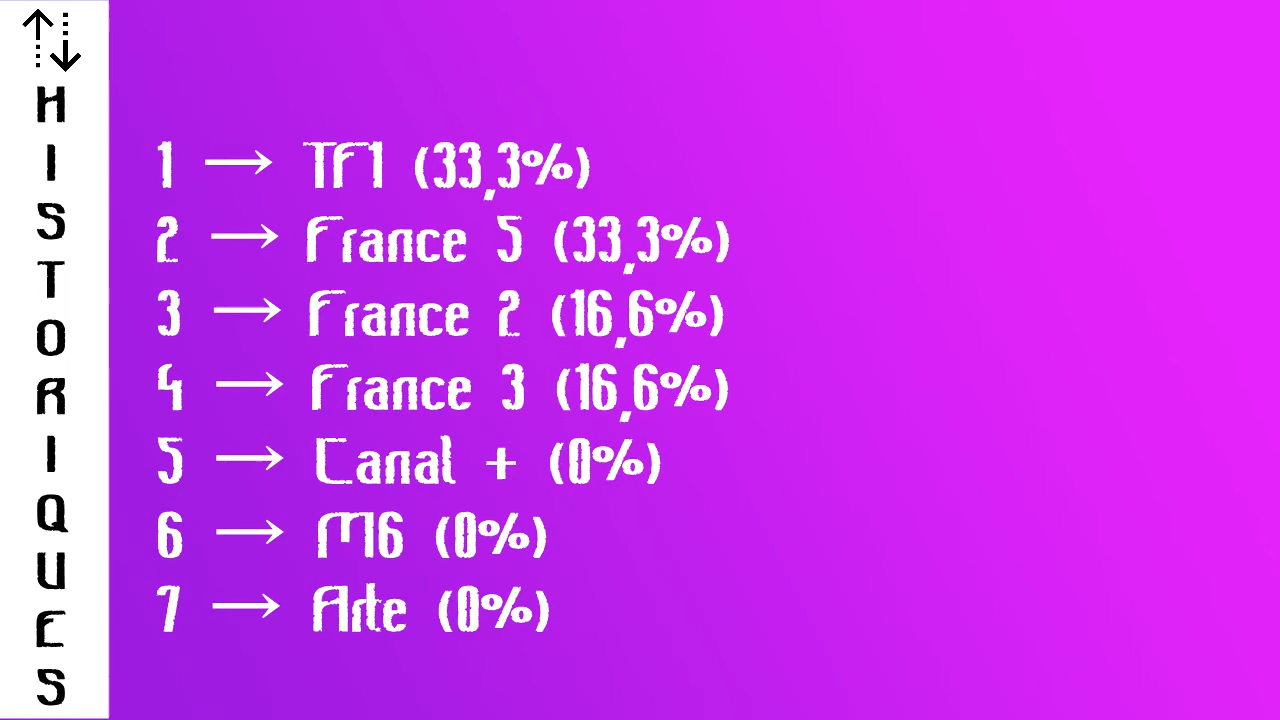 HISTORIQUES
1 → TF1 (33,3%)
2 → France 5 (33,3%)
3 → France 2 (16,6%)
4 → France 3 (16,6%)
5 → Canal + (0%)
6 → M6 (0%)
7 → Arte (0%)